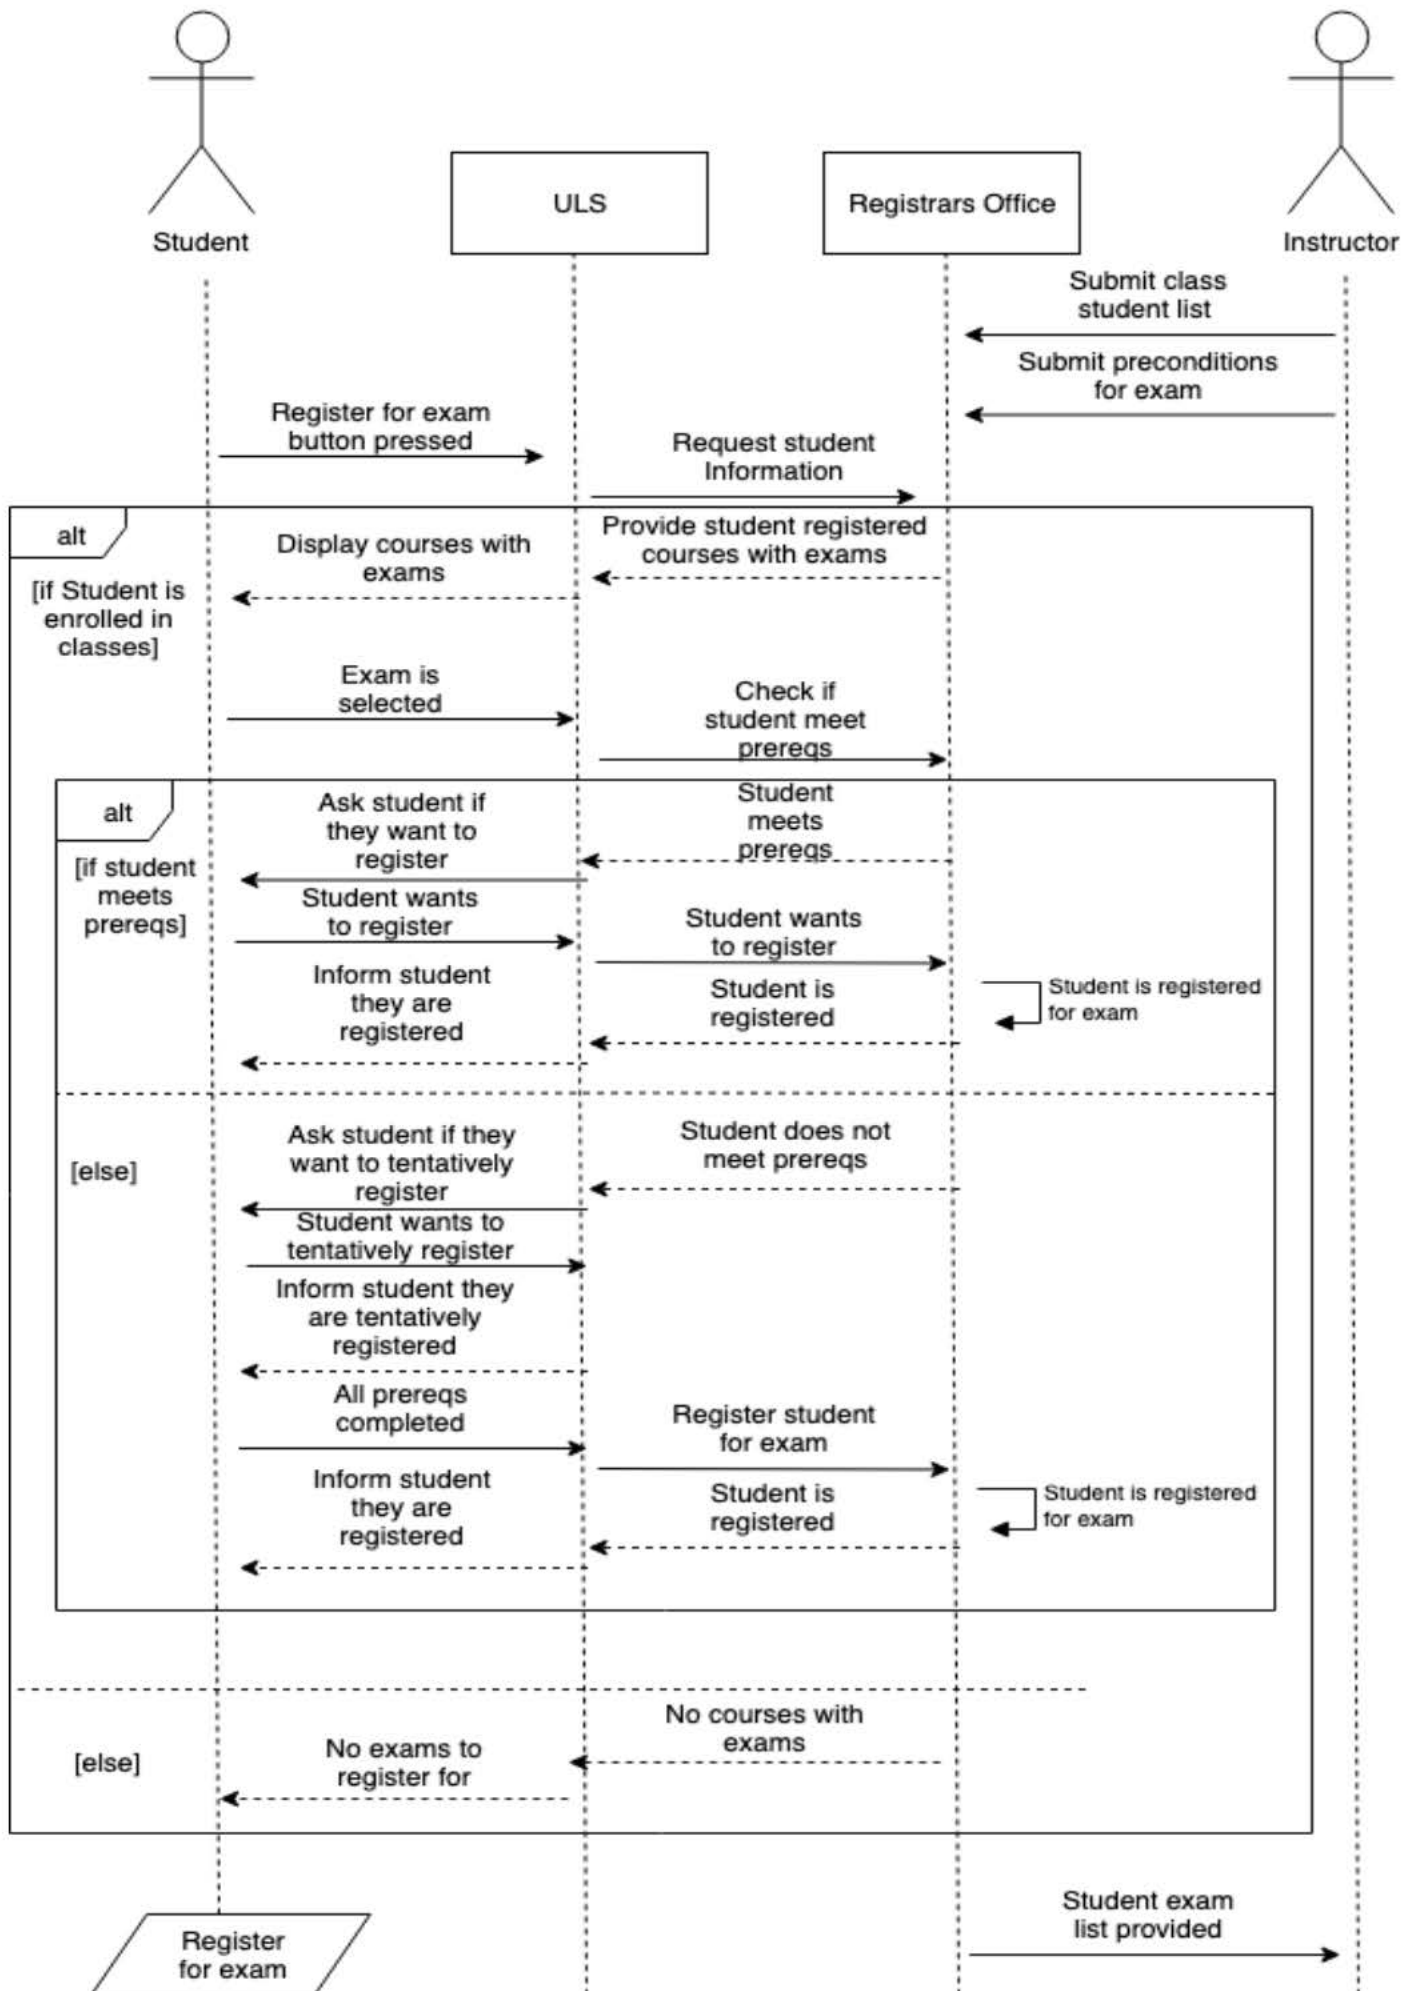 Student
ULS
Registrars Office
Instructor
Submit class
student list
Submit preconditions
for exam
Register for exam
button pressed
Request student
Information
alt
[if Student is
enrolled in
classes]
Provide student registered
courses with exams
Display courses with
exams
Exam is
selected
Check if
student meet
prereqs
alt
[if student
meets
prereqs]
Student
meets
prereqs
Ask student if
they want to
register
Student wants
to register
Student wants
to register
Student is registered
for exam
Student is
registered
Inform student
they are
registered
[else]
Student does not
meet prereqs
Ask student if they
want to tentatively
register
Student wants to
tentatively register
Inform student they
are tentatively
registered
All prereqs
completed
Register student
for exam
Student is registered
for exam
Student is
registered
Inform student
they are
registered
[else]
No courses with
exams
No exams to
register for
Student exam
list provided
Register
for exam